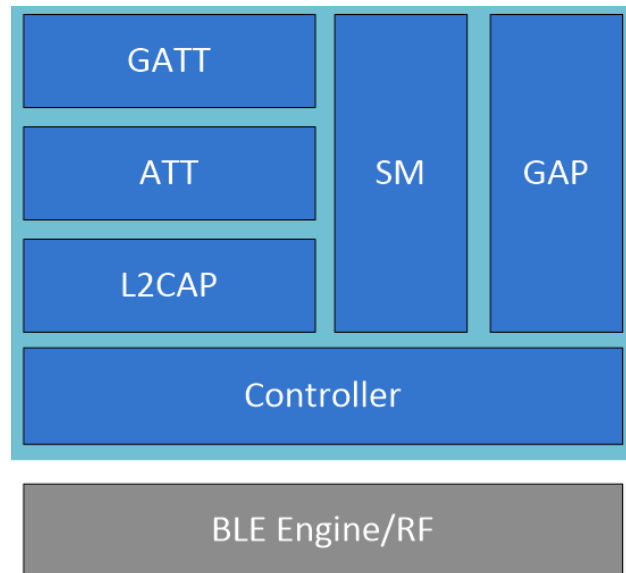 GATT
ATT
L2CAP
SM
GAP
Controller
BLE Engine/RF